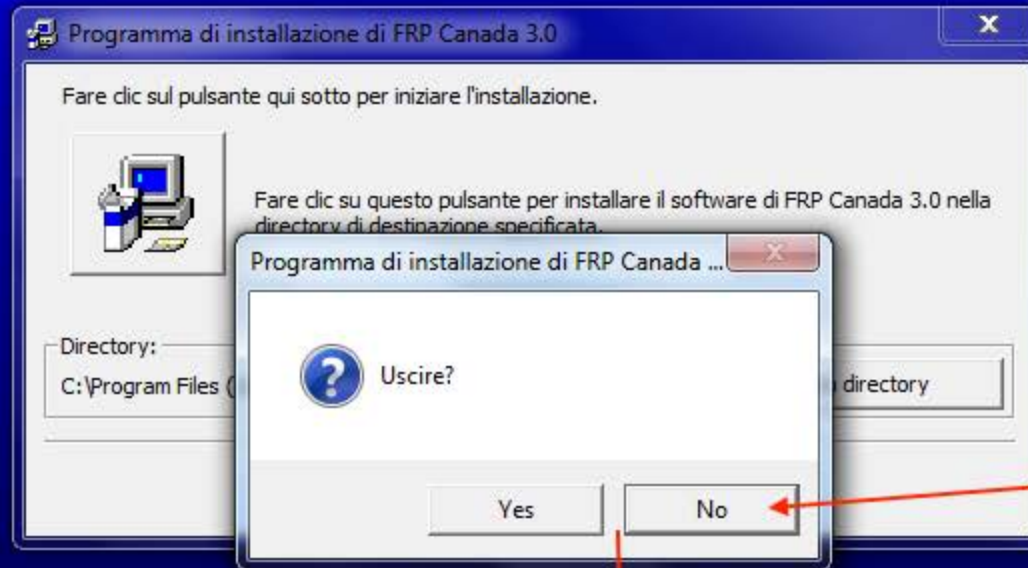 Programma di installazione di FRP Canada 3.0
Fare clic sul pulsante qui sotto per iniziare l'installazione.
Fare clic su questo pulsante per installare il software di FRP Canada 3.0 nella
directory di destinazione specificata.
Programma di installazione di FRP Canada ...
Directory:
C:\Program Files (
directory
Uscire?
Yes
No